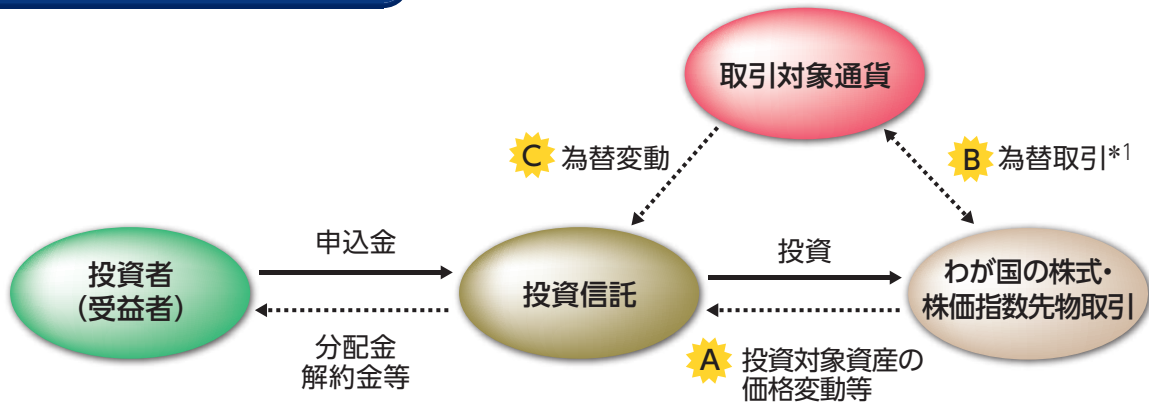 取引対象通貨
C 為替変動
B 為替取引*1
申込金
投資
投資者
(受益者)
投資信託
わが国の株式・
株価指数先物取引
分配金
解約金等
A 投資対象資産の
価格変動等